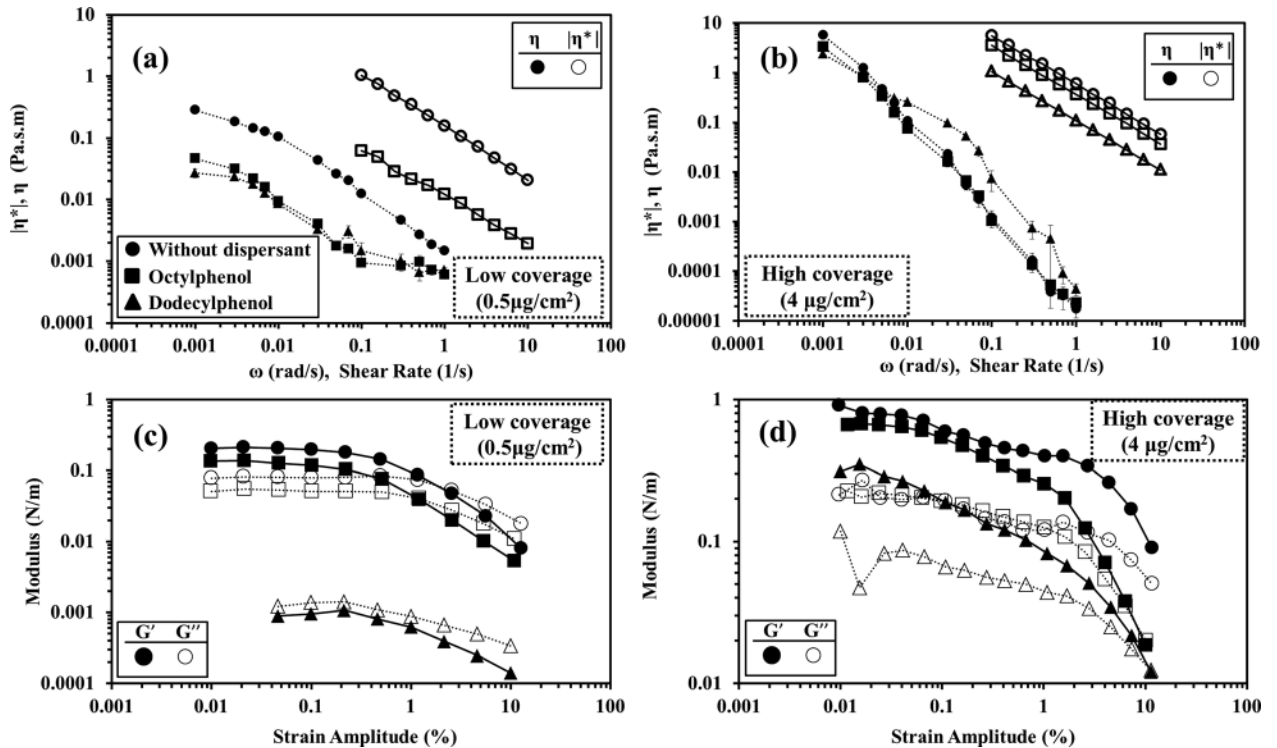 (a)
η |η*|
|η*|, η (Pa.s.m)
10
1
0.1
0.01
0.001
0.0001
Without dispersant
Octylphenol
Dodecylphenol
Low coverage
(0.5μg/cm²)
0.0001 0.001 0.01 0.1 1 10 100
ω (rad/s), Shear Rate (1/s)
(b)
η |η*|
|η*|, η (Pa.s.m)
10
1
0.1
0.01
0.001
0.0001
0.00001
High coverage
(4 μg/cm²)
0.0001 0.001 0.01 0.1 1 10 100
ω (rad/s), Shear Rate (1/s)
(c)
Low coverage
(0.5μg/cm²)
Modulus (N/m)
1
0.1
0.01
0.001
0.0001
G′ G′′
0.001 0.01 0.1 1 10 100
Strain Amplitude (%)
(d)
High coverage
(4 μg/cm²)
Modulus (N/m)
1
0.1
0.01
G′ G′′
0.001 0.01 0.1 1 10 100
Strain Amplitude (%)